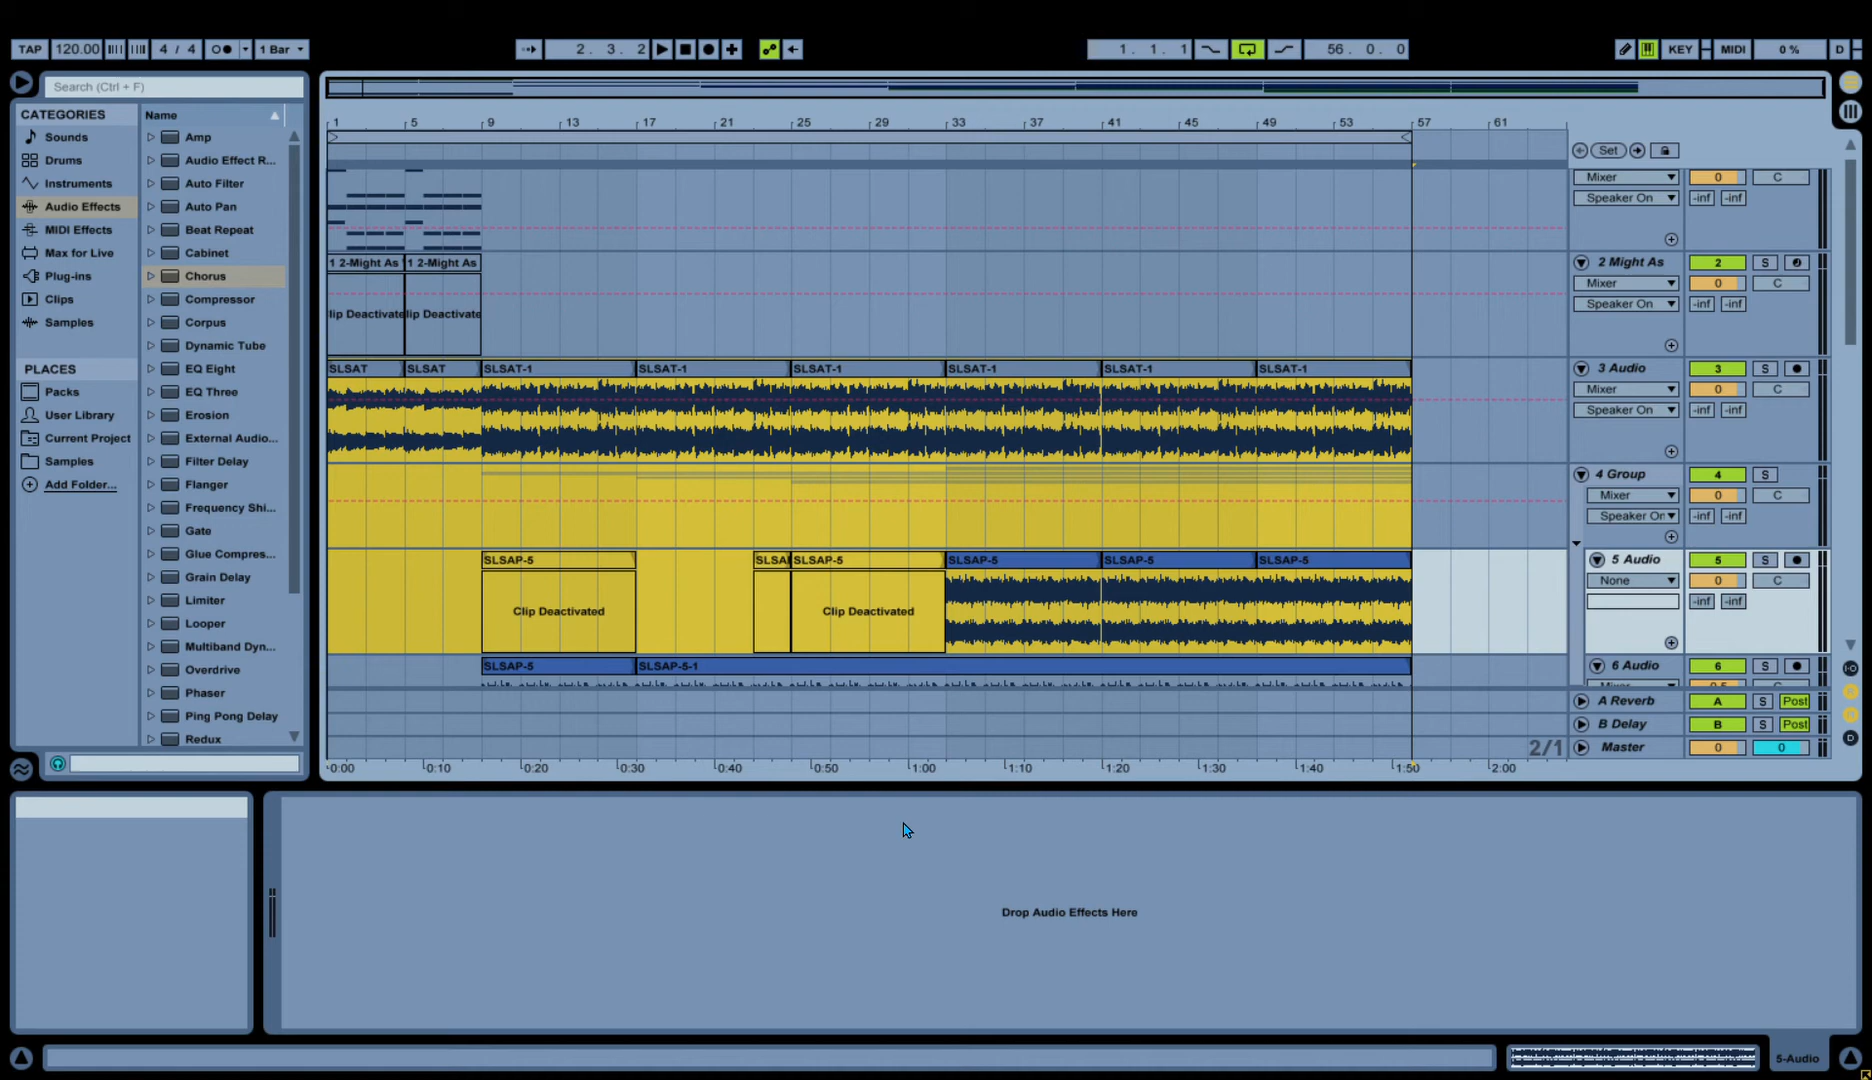 TAP 120.00 4 / 4 1 Bar 2. 3. 2 1. 1. 1 56. 0. 0 KEY MIDI 0 % D
Search (Ctrl + F)
CATEGORIES
Sounds
Drums
Instruments
Audio Effects
MIDI Effects
Max for Live
Plug-ins
Clips
Samples
PLACES
Packs
User Library
Current Project
Samples
Add Folder...
Name
Amp
Audio Effect R...
Auto Filter
Auto Pan
Beat Repeat
Cabinet
Chorus
Compressor
Corpus
Dynamic Tube
EQ Eight
EQ Three
Erosion
External Audio...
Filter Delay
Flanger
Frequency Shi...
Gate
Glue Compres...
Grain Delay
Limiter
Looper
Multiband Dyn...
Overdrive
Phaser
Ping Pong Delay
Redux
1 5 9 13 17 21 25 29 33 37 41 45 49 53 57 61
Set
Mixer 0 C
Speaker On -inf -inf
1 2-Might As 1 2-Might As
lip Deactivate lip Deactivate
2 Might As 2 S
Mixer 0 C
Speaker On -inf -inf
SLSAT SLSAT SLSAT-1 SLSAT-1 SLSAT-1 SLSAT-1 SLSAT-1 SLSAT-1
3 Audio 3 S
Mixer 0 C
Speaker On -inf -inf
4 Group 4 S
Mixer 0 C
Speaker Or -inf -inf
SLSAP-5 SLSAI SLSAP-5 SLSAP-5 SLSAP-5 SLSAP-5
Clip Deactivated Clip Deactivated
5 Audio 5 S
None 0 C
-inf -inf
SLSAP-5 SLSAP-5-1
6 Audio 6 S
A Reverb A S Post
B Delay B S Post
2/1 Master 0 0
0:00 0:10 0:20 0:30 0:40 0:50 1:00 1:10 1:20 1:30 1:40 1:50 2:00
Drop Audio Effects Here
5-Audio